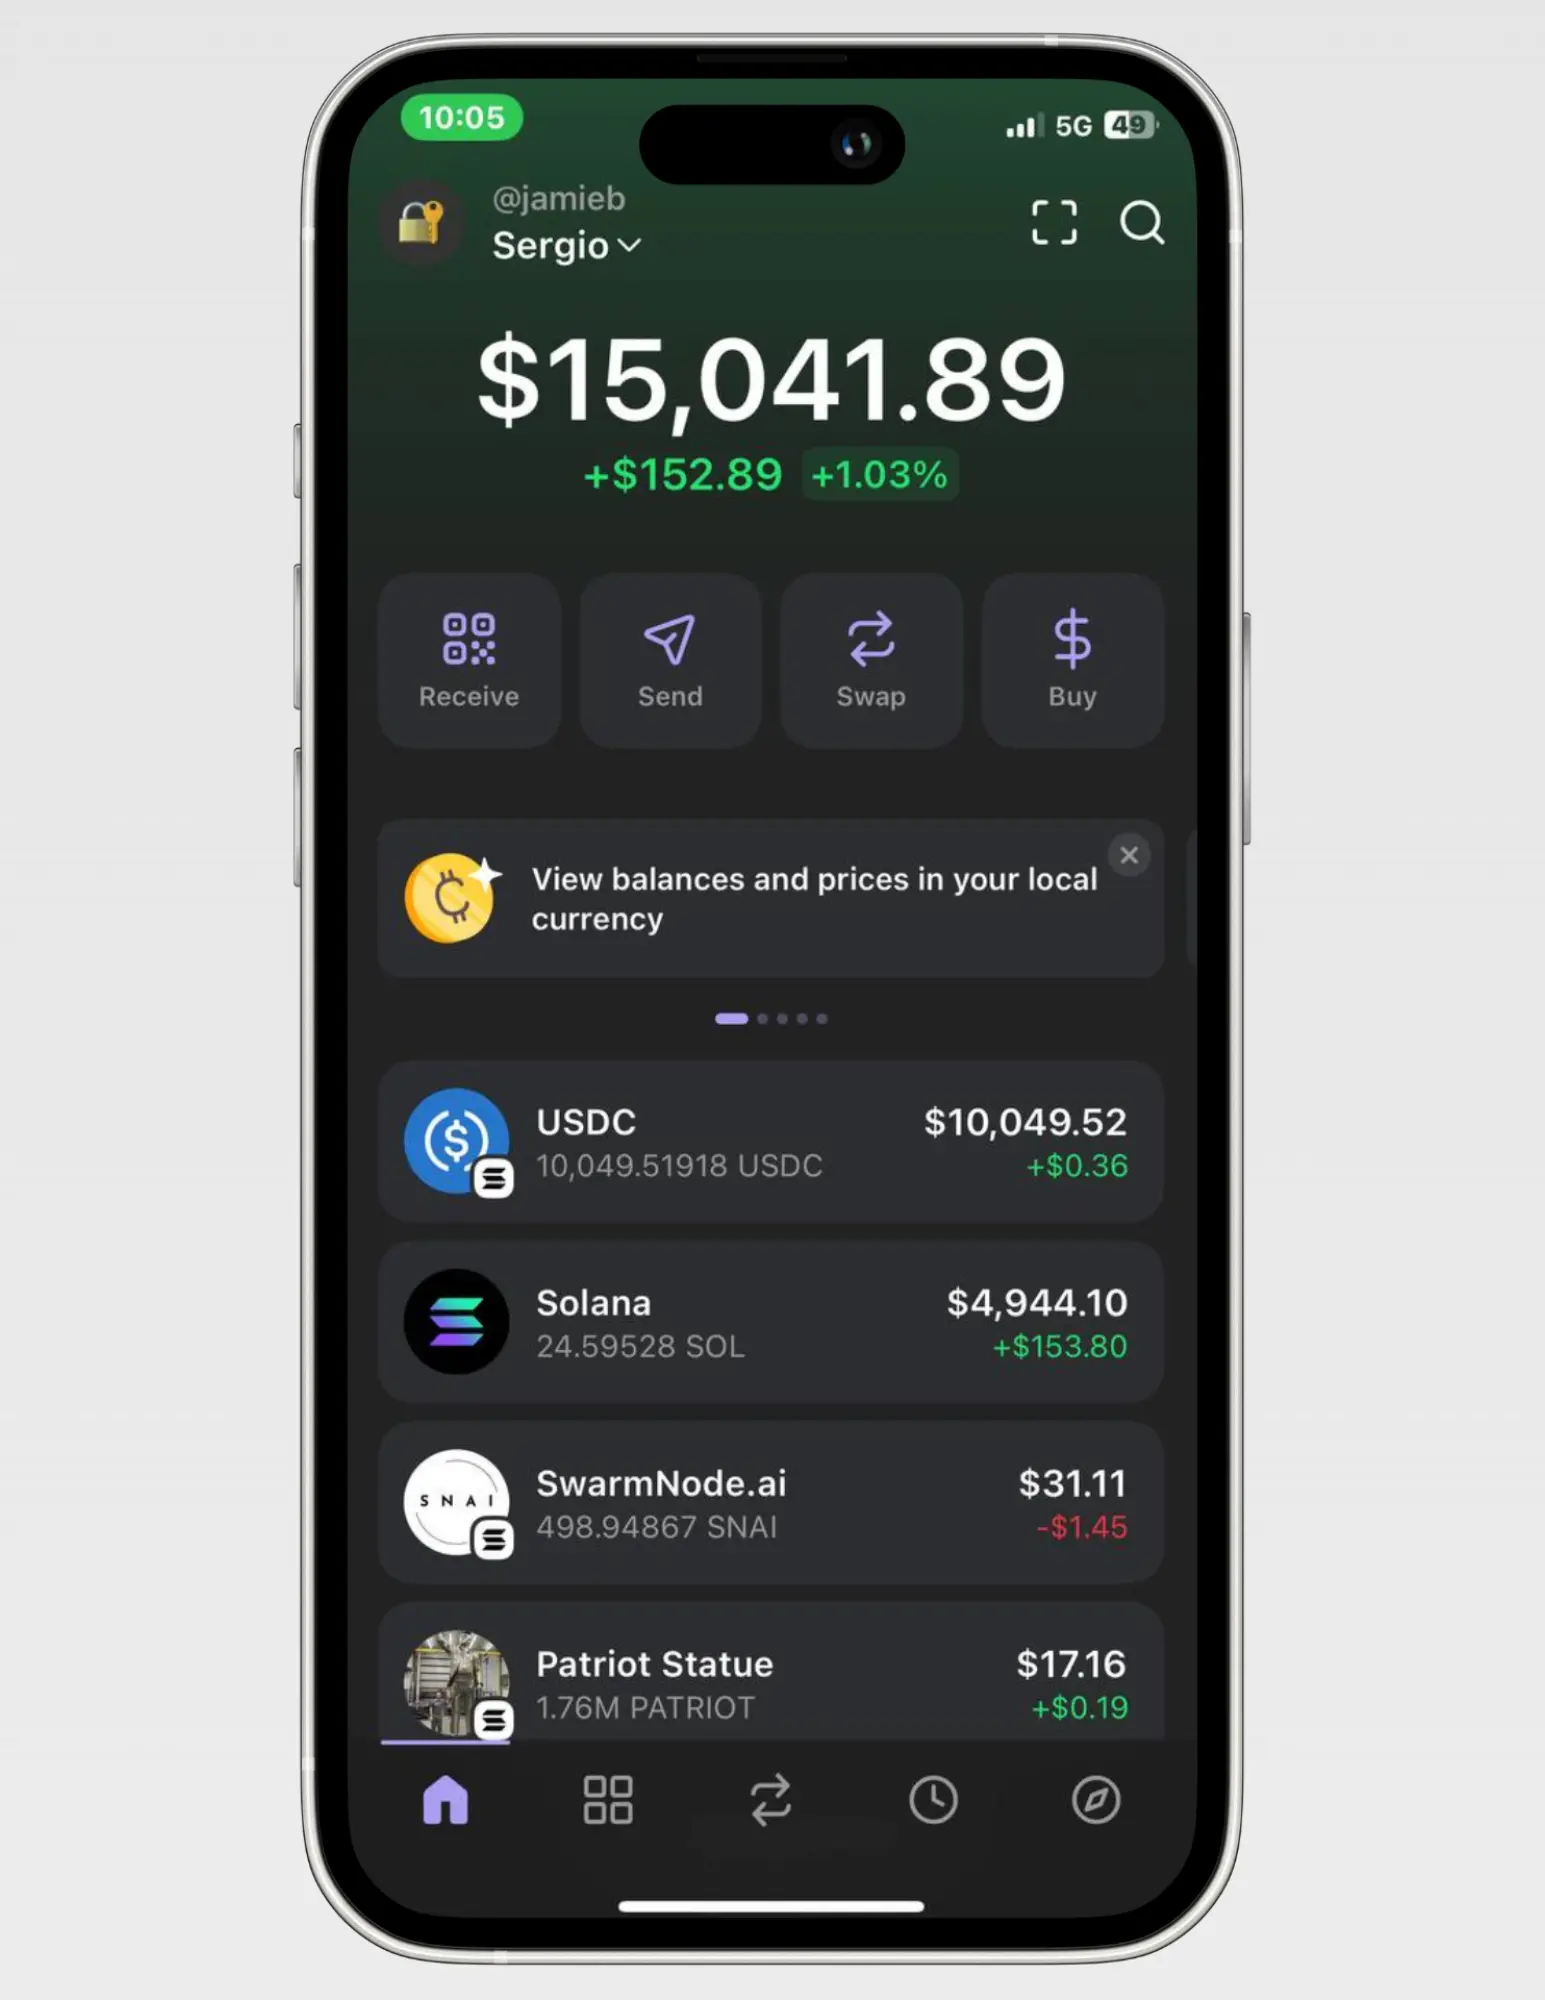 10:05
5G 49
@jamieb
Sergio
$15,041.89
+$152.89 +1.03%
Receive Send Swap Buy
View balances and prices in your local
currency
USDC $10,049.52
10,049.51918 USDC +$0.36
Solana $4,944.10
24.59528 SOL +$153.80
SNAI
SwarmNode.ai $31.11
498.94867 SNAI -$1.45
Patriot Statue $17.16
1.76M PATRIOT +$0.19